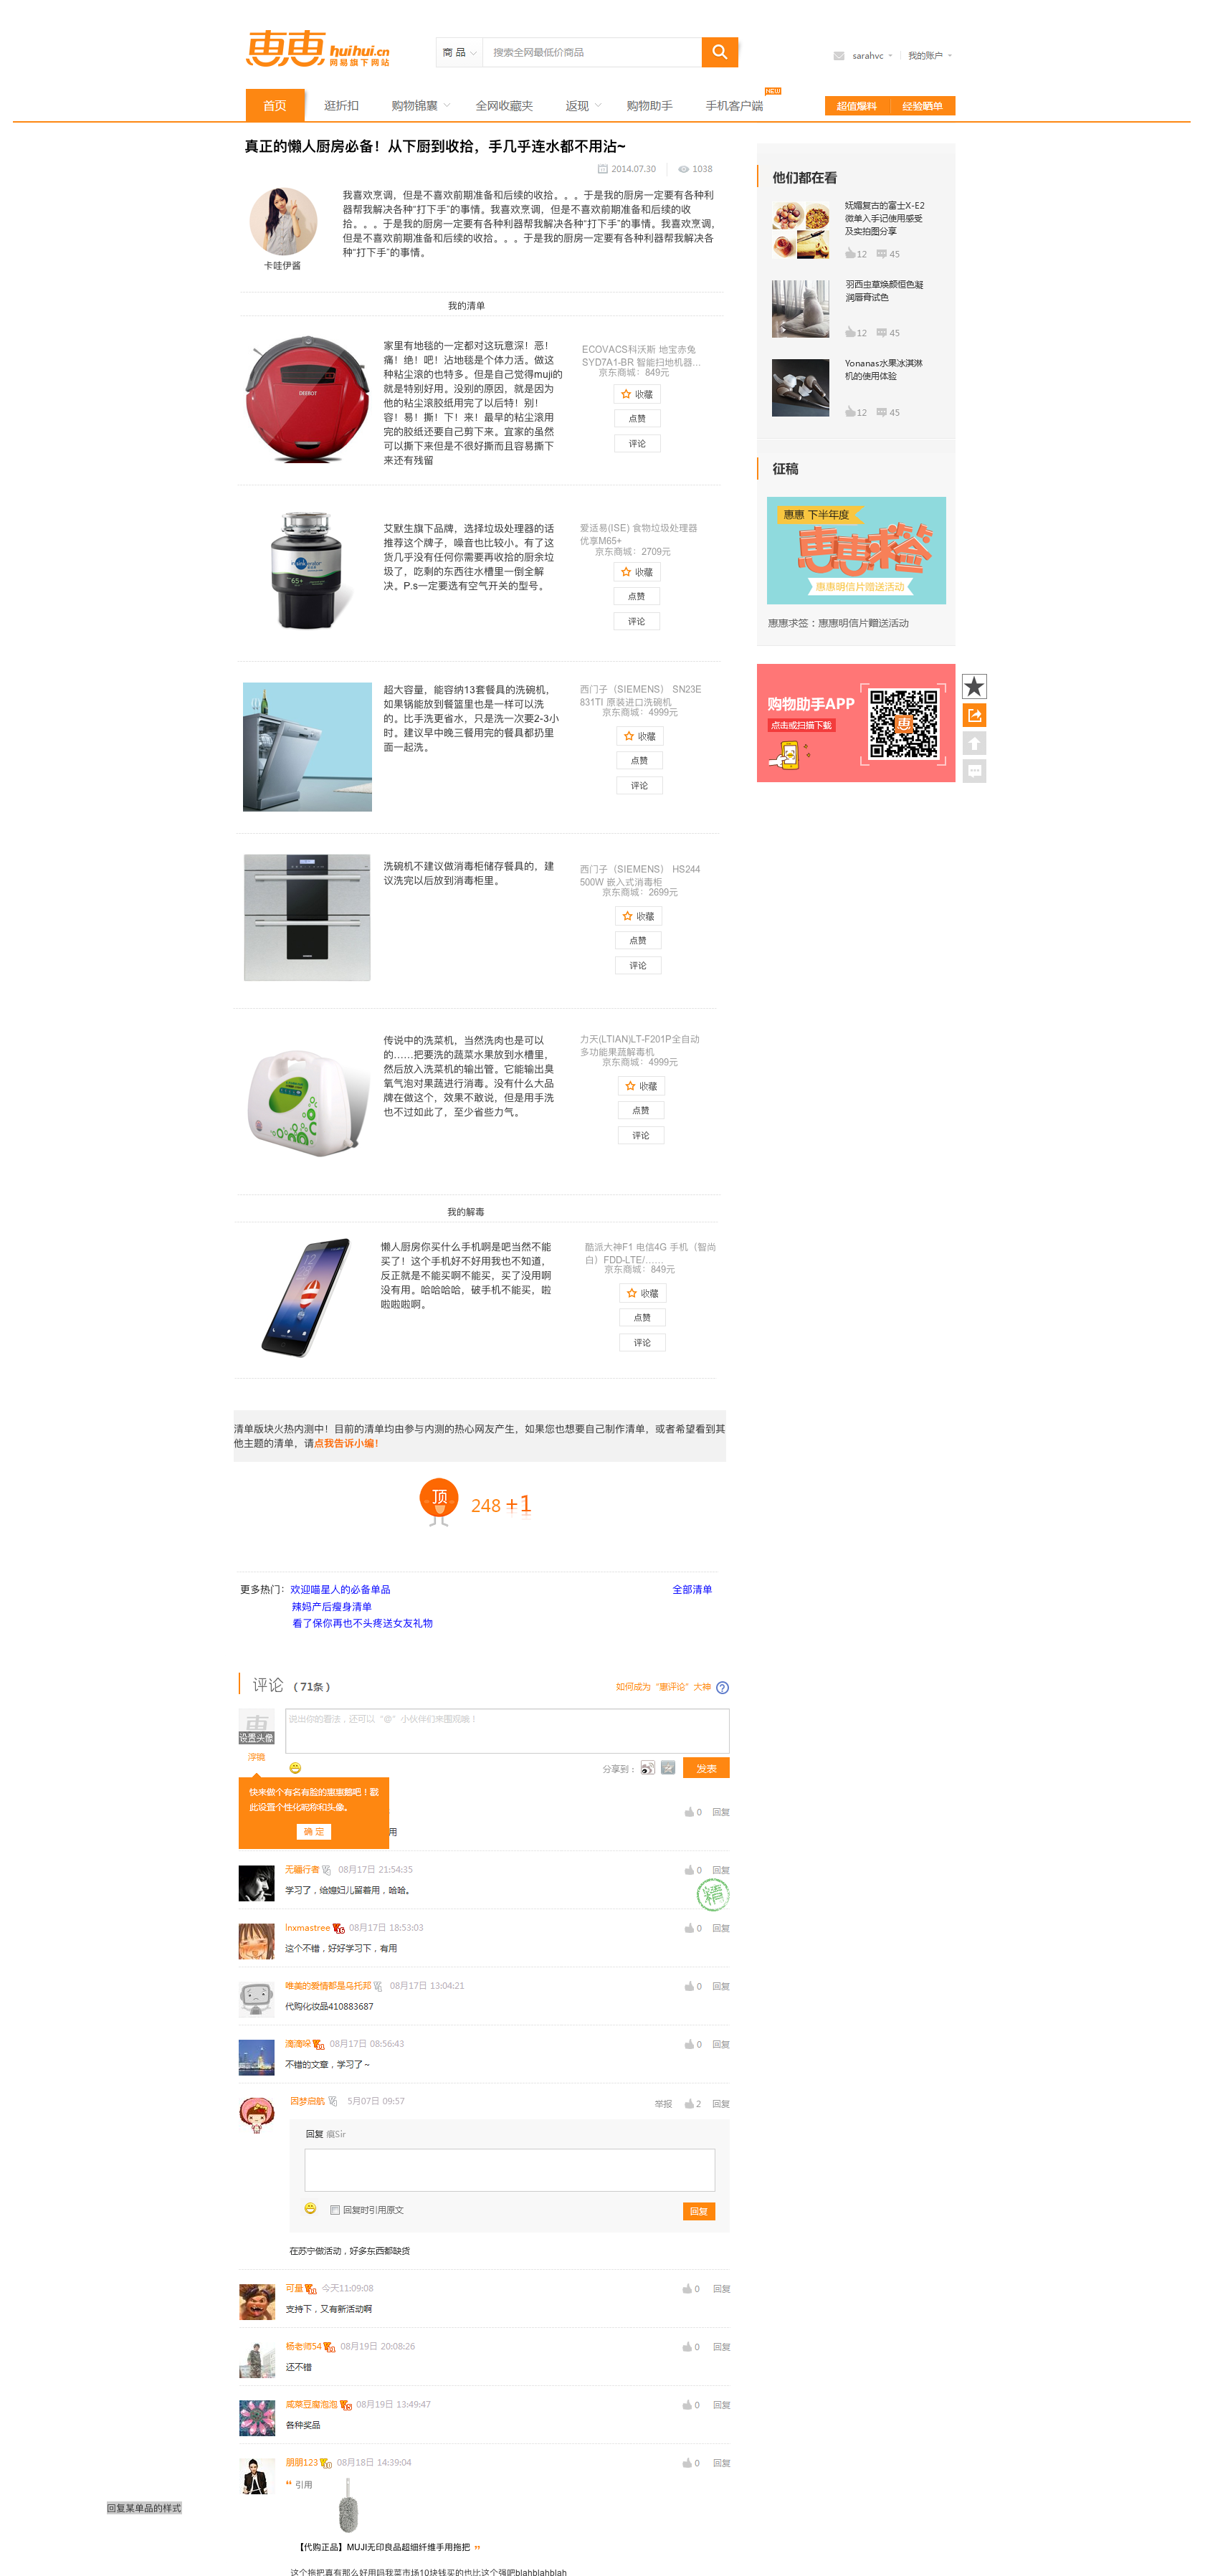 惠惠 huihui.cn
网易旗下网站
商 品
搜索全网最低价商品
sarahvc
我的账户
首页
逛折扣
购物锦囊
全网收藏夹
返现
购物助手
手机客户端
NEW
超值爆料
经验晒单
真正的懒人厨房必备！从下厨到收拾，手几乎连水都不用沾~
2014.07.30
1038
卡哇伊酱
我喜欢烹调，但是不喜欢前期准备和后续的收拾。。。于是我的厨房一定要有各种利
器帮我解决各种“打下手”的事情。我喜欢烹调，但是不喜欢前期准备和后续的收
拾。。。于是我的厨房一定要有各种利器帮我解决各种“打下手”的事情。我喜欢烹调，
但是不喜欢前期准备和后续的收拾。。。于是我的厨房一定要有各种利器帮我解决各
种“打下手”的事情。
我的清单
家里有地毯的一定都对这玩意深！恶！
痛！绝！吧！沾地毯是个体力活。做这
种粘尘滚的也特多。但是自己觉得muji的
就是特别好用。没别的原因，就是因为
他的粘尘滚胶纸用完了以后特！别！
容！易！撕！下！来！最早的粘尘滚用
完的胶纸还要自己剪下来。宜家的虽然
可以撕下来但是不很好撕而且容易撕下
来还有残留
ECOVACS科沃斯 地宝赤兔
SYD7A1-BR 智能扫地机器...
京东商城：849元
收藏
点赞
评论
艾默生旗下品牌，选择垃圾处理器的话
推荐这个牌子，噪音也比较小。有了这
货几乎没有任何你需要再收拾的厨余垃
圾了，吃剩的东西往水槽里一倒全解
决。P.s一定要选有空气开关的型号。
爱适易(ISE) 食物垃圾处理器
优享M65+
京东商城：2709元
收藏
点赞
评论
超大容量，能容纳13套餐具的洗碗机，
如果锅能放到餐篮里也是一样可以洗
的。比手洗更省水，只是洗一次要2-3小
时。建议早中晚三餐用完的餐具都扔里
面一起洗。
西门子（SIEMENS） SN23E
831TI 原装进口洗碗机
京东商城：4999元
收藏
点赞
评论
洗碗机不建议做消毒柜储存餐具的，建
议洗完以后放到消毒柜里。
西门子（SIEMENS） HS244
500W 嵌入式消毒柜
京东商城：2699元
收藏
点赞
评论
传说中的洗菜机，当然洗肉也是可以
的……把要洗的蔬菜水果放到水槽里，
然后放入洗菜机的输出管。它能输出臭
氧气泡对果蔬进行消毒。没有什么大品
牌在做这个，效果不敢说，但是用手洗
也不过如此了，至少省些力气。
力天(LTIAN)LT-F201P全自动
多功能果蔬解毒机
京东商城：4999元
收藏
点赞
评论
我的解毒
懒人厨房你买什么手机啊是吧当然不能
买了！这个手机好不好用我也不知道，
反正就是不能买啊不能买，买了没用啊
没有用。哈哈哈哈，破手机不能买，啦
啦啦啦啊。
酷派大神F1 电信4G 手机（智尚
白）FDD-LTE/……
京东商城：849元
收藏
点赞
评论
清单版块火热内测中！目前的清单均由参与内测的热心网友产生，如果您也想要自己制作清单，或者希望看到其
他主题的清单，请点我告诉小编！
顶
248 +1
更多热门：欢迎喵星人的必备单品
全部清单
辣妈产后瘦身清单
看了保你再也不头疼送女友礼物
评论 （71条）
如何成为“惠评论”大神
惠
设置头像
说出你的看法，还可以“@”小伙伴们来围观哦！
浮镜
分享到：
发表
快来做个有名有脸的惠惠鹅吧！戳
此设置个性化昵称和头像。
确 定
用
0 回复
无疆行者 08月17日 21:54:35
学习了，给媳妇儿留着用，哈哈。
0 回复
精
lnxmastree 08月17日 18:53:03
这个不错，好好学习下，有用
0 回复
唯美的爱情都是乌托邦 08月17日 13:04:21
代购化妆品410883687
0 回复
滴滴哚 08月17日 08:56:43
不错的文章，学习了~
0 回复
因梦启航 5月07日 09:57
举报 2 回复
回复 痕Sir
回复时引用原文
回复
在苏宁做活动，好多东西都缺货
可量 今天11:09:08
支持下，又有新活动啊
0 回复
杨老师54 08月19日 20:08:26
还不错
0 回复
咸菜豆腐泡泡 08月19日 13:49:47
各种奖品
0 回复
朋朋123 08月18日 14:39:04
0 回复
“ 引用
【代购正品】MUJI无印良品超细纤维手用拖把 ”
这个拖把真有那么好用吗我菜市场10块钱买的也比这个强吧blahblahblah
回复某单品的样式
他们都在看
妩媚复古的富士X-E2
微单入手记使用感受
及实拍图分享
12 45
羽西虫草焕颜恒色凝
润唇膏试色
12 45
Yonanas水果冰淇淋
机的使用体验
12 45
征稿
惠惠 下半年度
惠惠求签
惠惠明信片赠送活动
惠惠求签：惠惠明信片赠送活动
购物助手APP
点击或扫描下载
惠